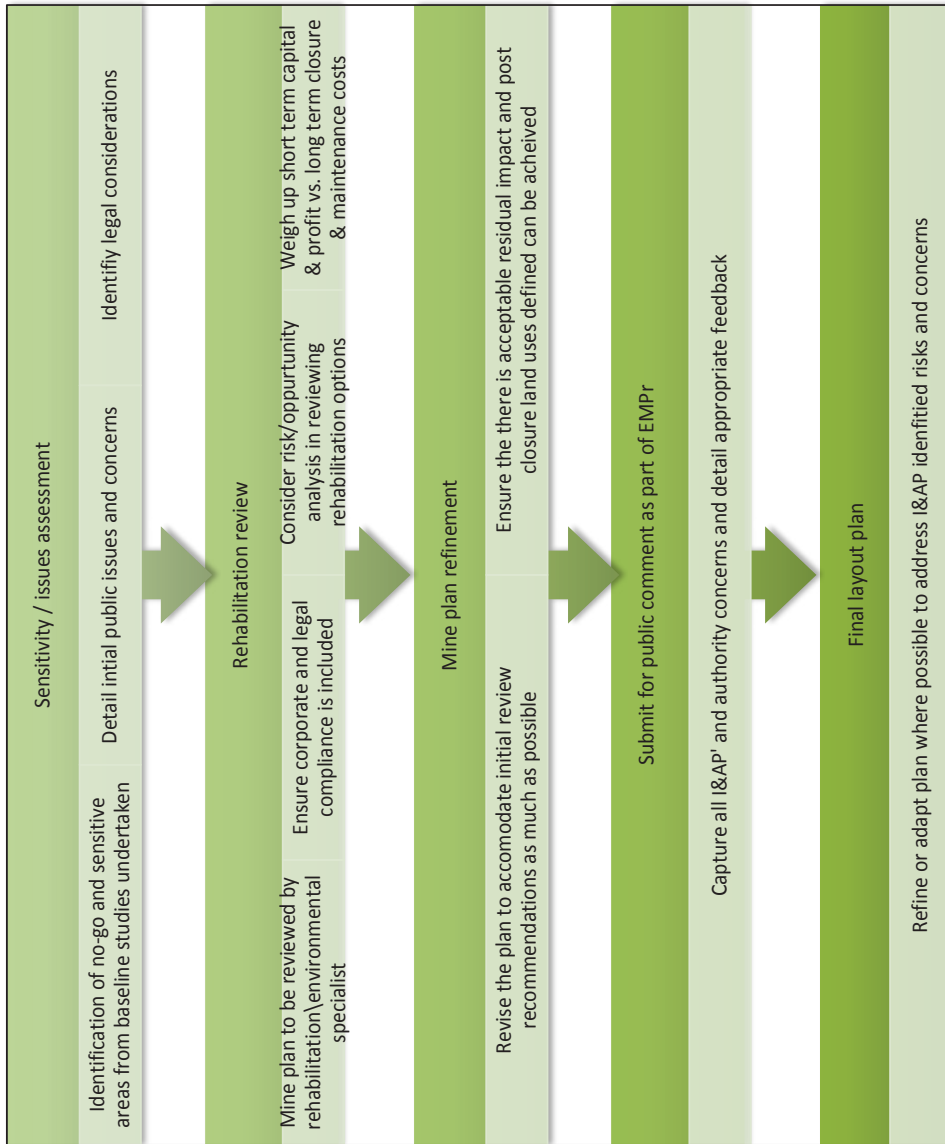 Sensitivity / issues assessment
Identification of no-go and sensitive
areas from baseline studies undertaken
Detail intial public issues and concerns
Identifiy legal considerations
Rehabilitation review
Mine plan to be reviewed by
rehabilitation\environmental
specialist
Ensure corporate and legal
compliance is included
Consider risk/oppurtunity
analysis in reviewing
rehabilitation options
Weigh up short term capital
& profit vs. long term closure
& maintenance costs
Mine plan refinement
Revise the plan to accomodate initial review
recommendations as much as possible
Ensure the there is acceptable residual impact and post
closure land uses defined can be acheived
Submit for public comment as part of EMPr
Capture all I&AP' and authority concerns and detail appropriate feedback
Final layout plan
Refine or adapt plan where possible to address I&AP idenfitied risks and concerns